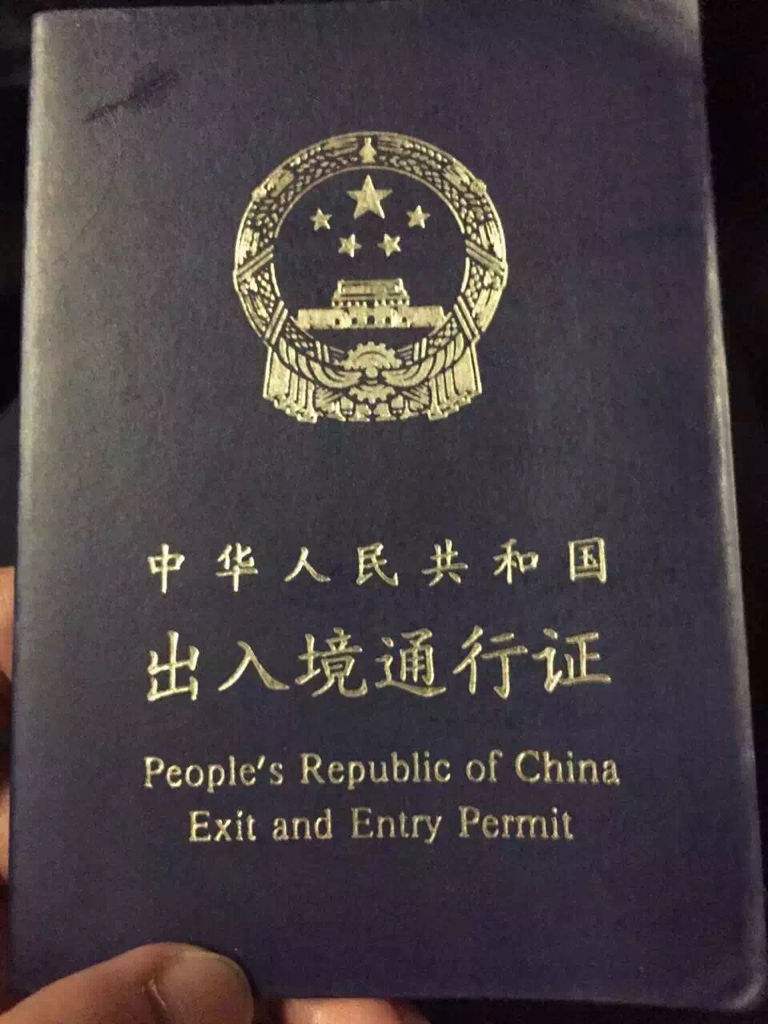 中华人民共和国
出入境通行证
People's Republic of China
Exit and Entry Permit